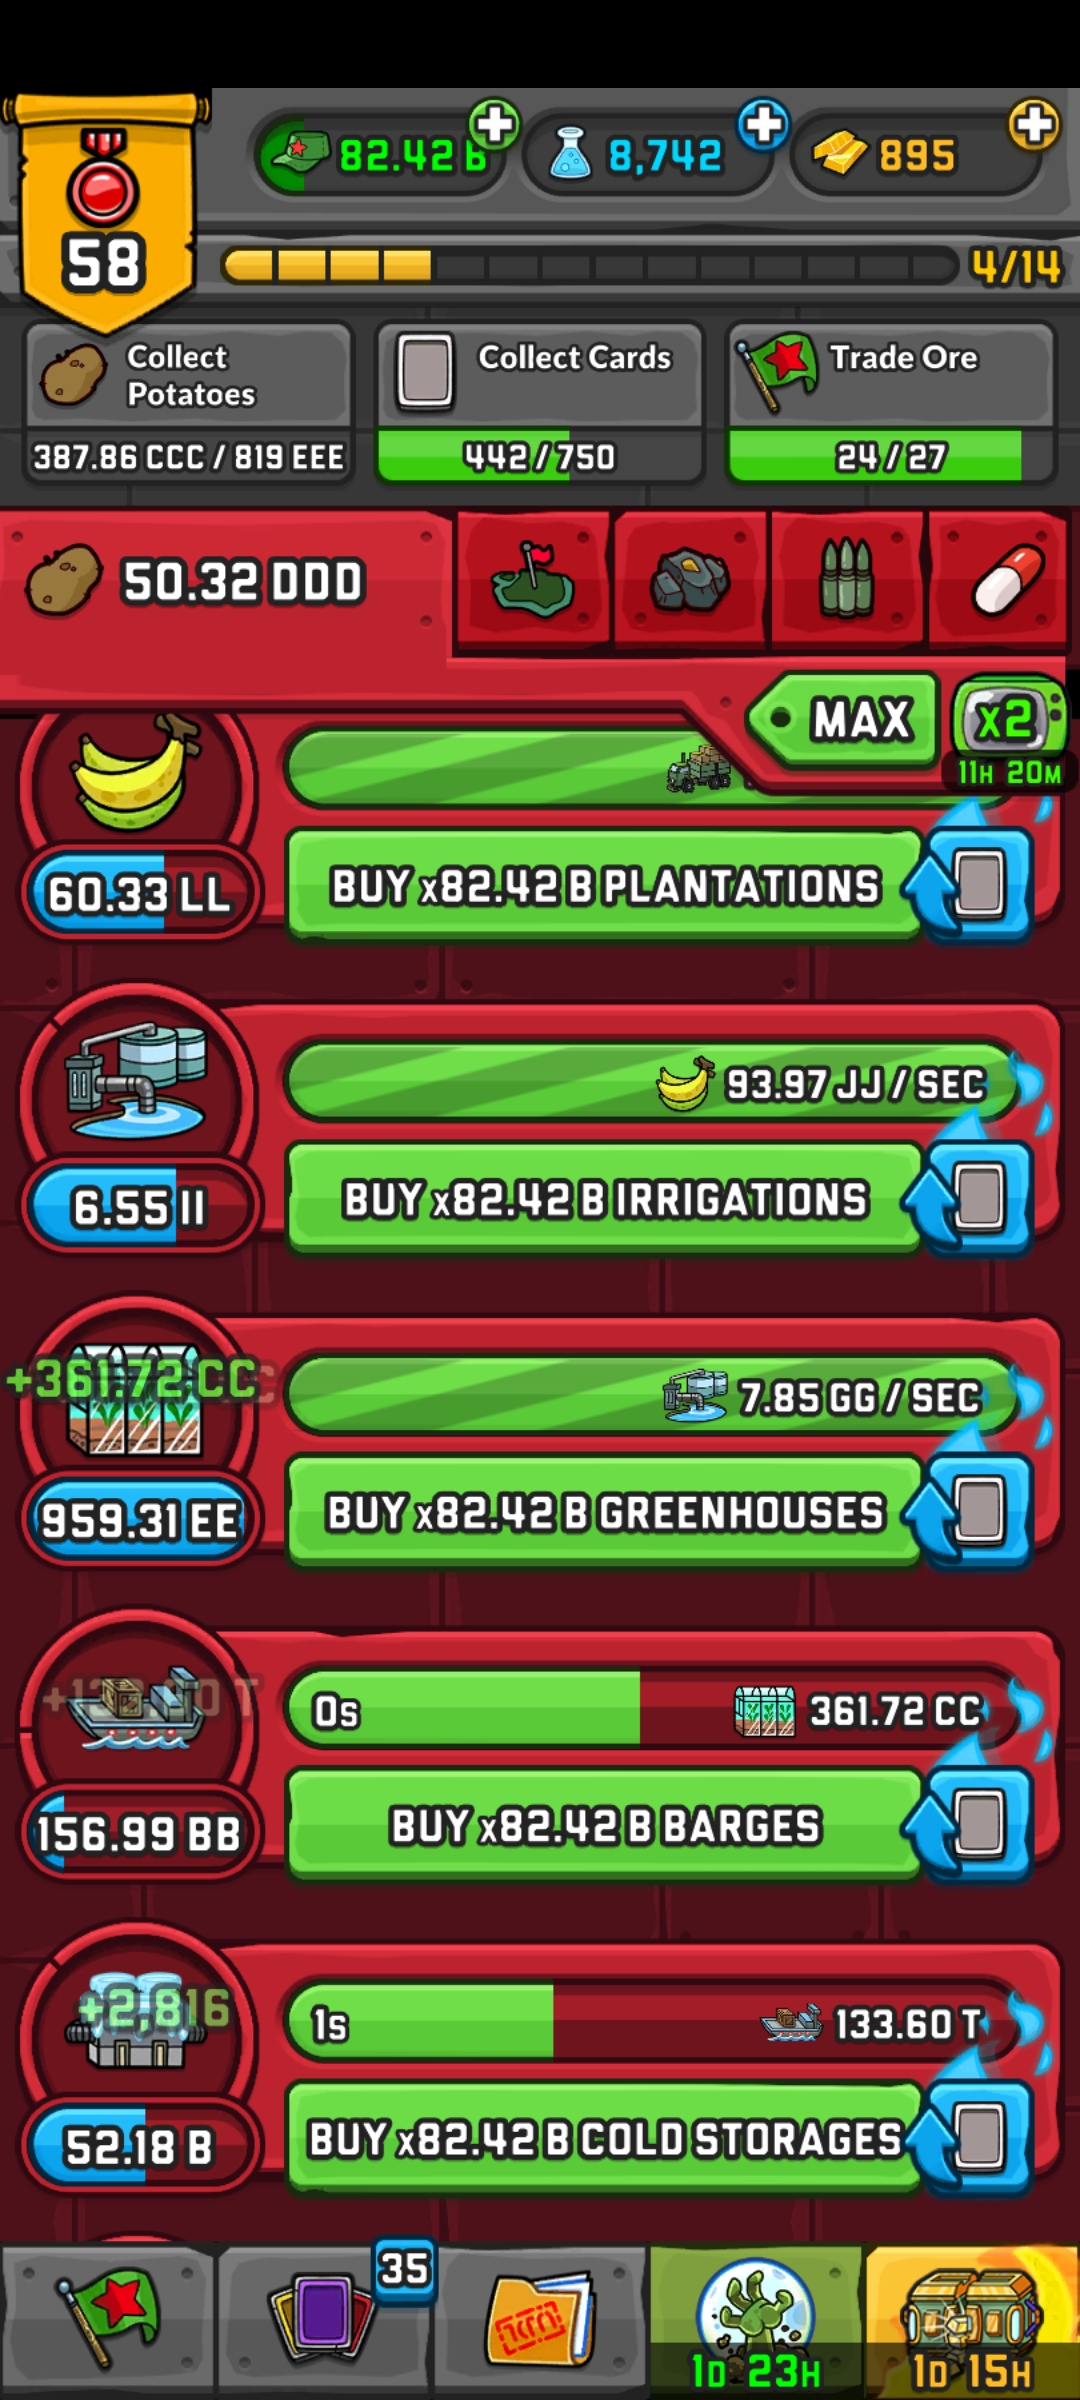 58
82.42 B
8,742
895
4/14
Collect Potatoes
387.86 CCC / 819 EEE
Collect Cards
442/750
Trade Ore
24/27
50.32 DDD
MAX
x2
11H 20M
60.33 LL
BUY x82.42 B PLANTATIONS
93.97 JJ / SEC
6.55 II
BUY x82.42 B IRRIGATIONS
+361.72 CC
7.85 GG / SEC
959.31 EE
BUY x82.42 B GREENHOUSES
0s
361.72 CC
156.99 BB
BUY x82.42 B BARGES
+2,816
1s
133.60 T
52.18 B
BUY x82.42 B COLD STORAGES
35
1D 23H
1D 15H